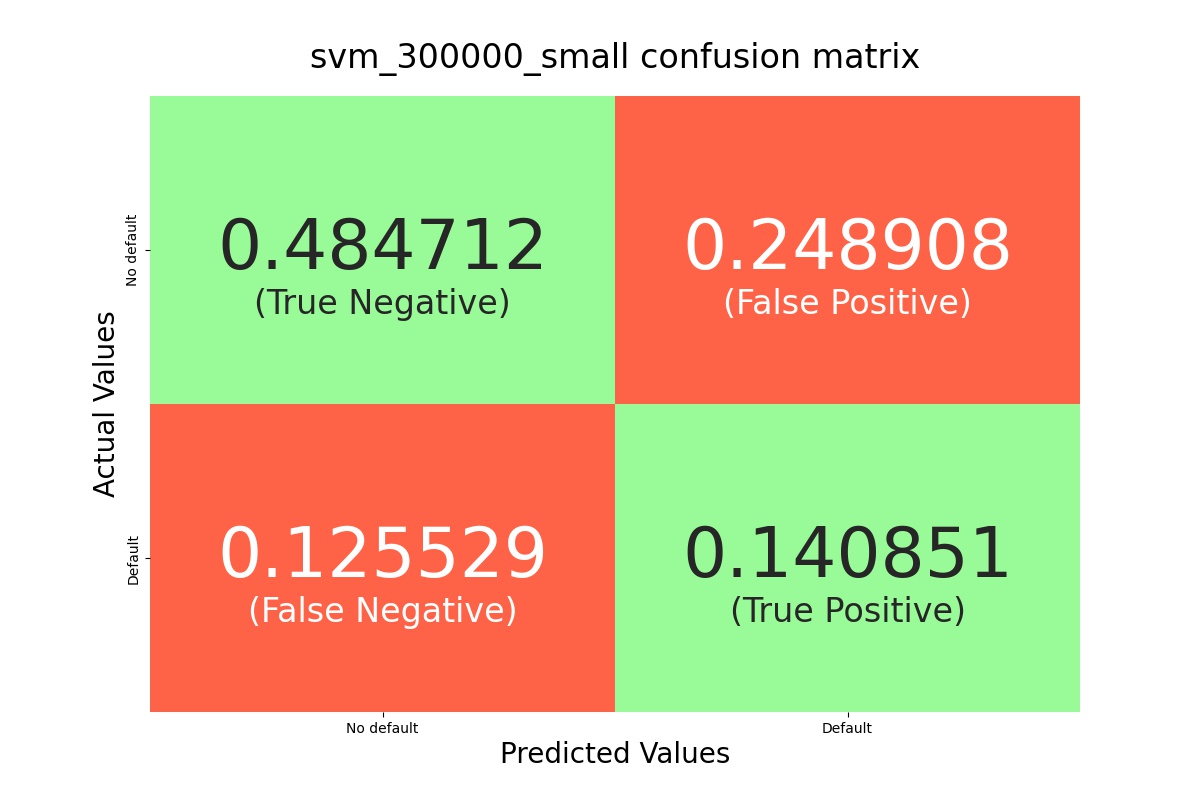 svm_300000_small confusion matrix
Actual Values
No default
0.484712
(True Negative)
0.248908
(False Positive)
Default
0.125529
(False Negative)
0.140851
(True Positive)
No default
Default
Predicted Values